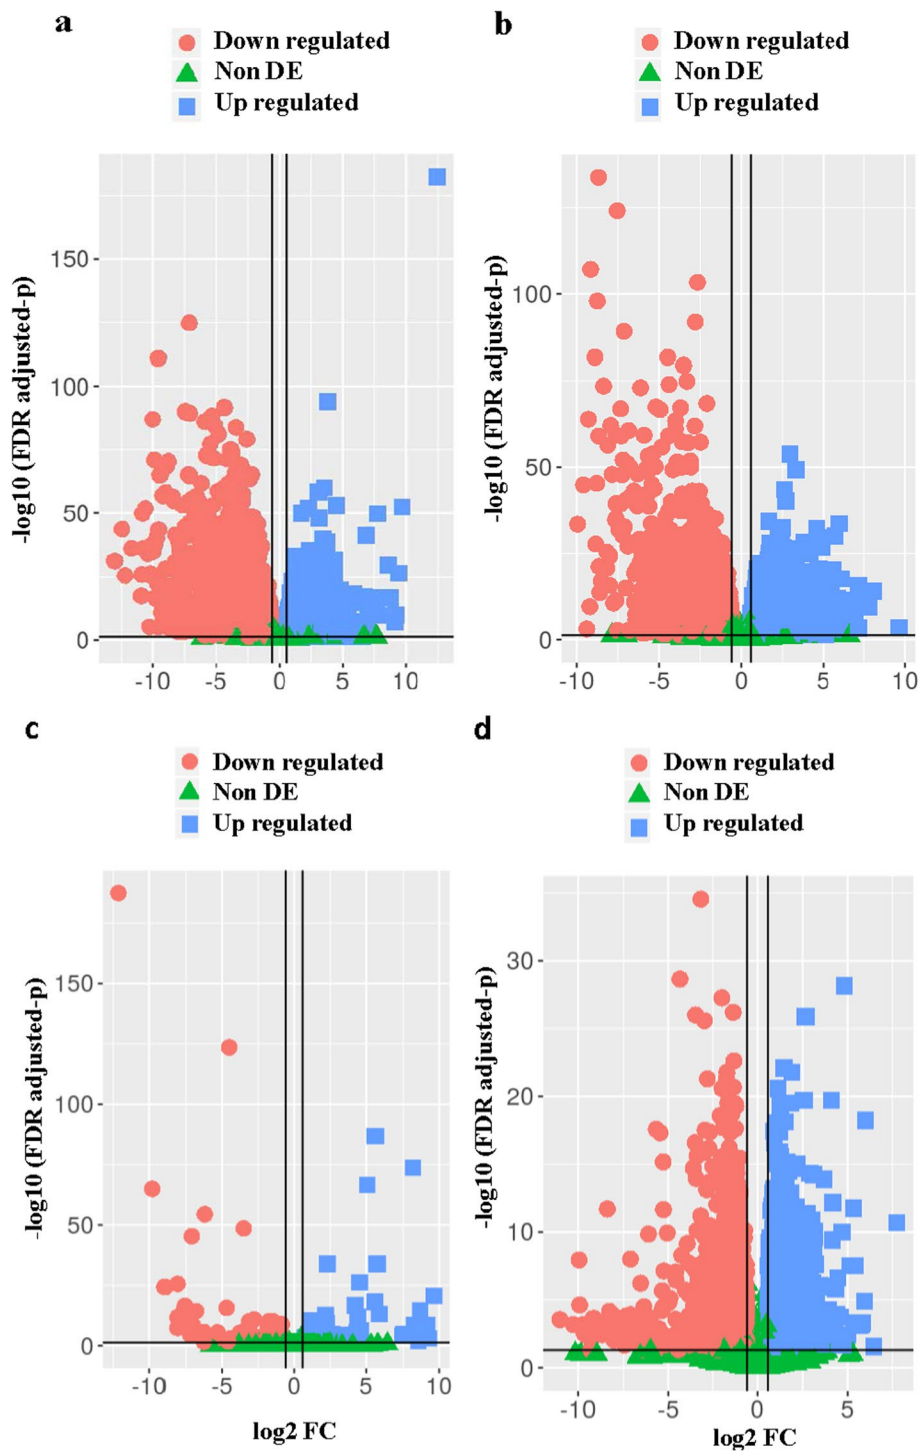 a
Down regulated
Non DE
Up regulated
-log10 (FDR adjusted-p)
150
100
50
0
-10
-5
0
5
10
b
Down regulated
Non DE
Up regulated
-log10 (FDR adjusted-p)
100
50
0
-10
-5
0
5
10
c
Down regulated
Non DE
Up regulated
-log10 (FDR adjusted-p)
150
100
50
0
-10
-5
0
5
10
log2 FC
d
Down regulated
Non DE
Up regulated
-log10 (FDR adjusted-p)
30
20
10
0
-10
-5
0
5
log2 FC